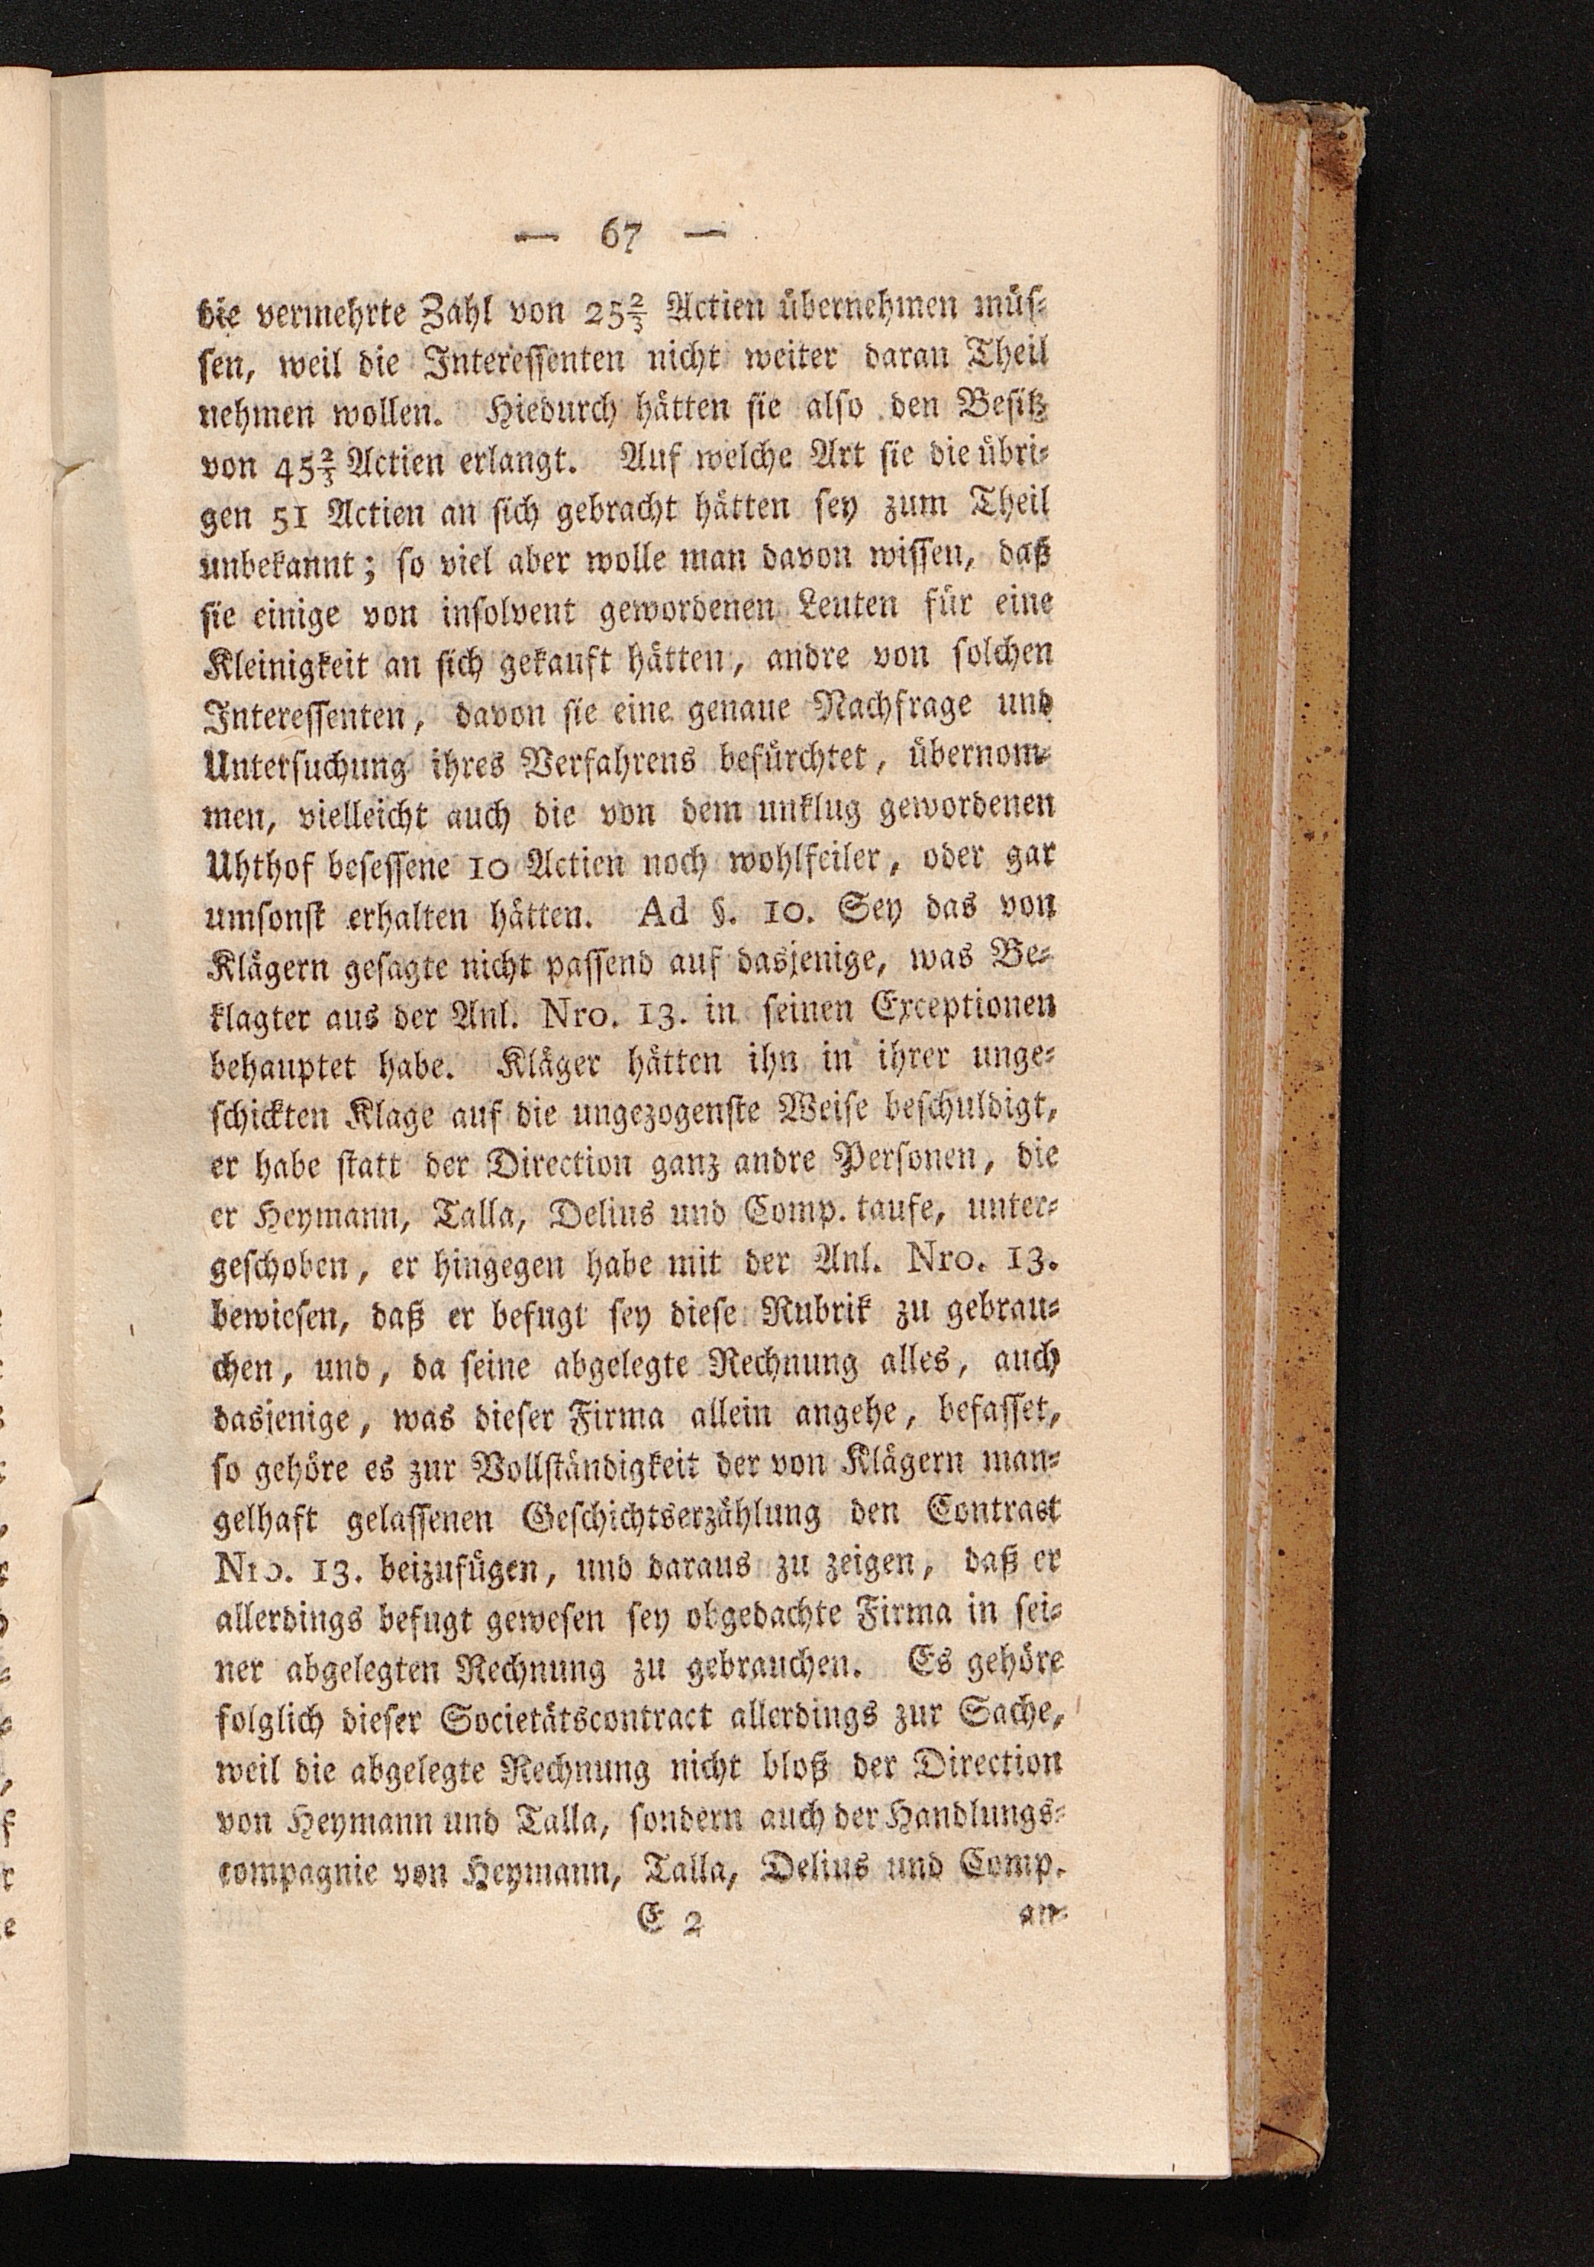 — 67 —
die vermehrte Zahl von 25⅔ Actien übernehmen müs-
sen, weil die Interessenten nicht weiter daran Theil
nehmen wollen. Hiedurch hätten sie also den Besitz
von 45⅔ Actien erlangt. Auf welche Art sie die übri-
gen 51 Actien an sich gebracht hätten sey zum Theil
unbekannt; so viel aber wolle man davon wissen, daß
sie einige von insolvent gewordenen Leuten für eine
Kleinigkeit an sich gekauft hätten, andre von solchen
Interessenten, davon sie eine genaue Nachfrage und
Untersuchung ihres Verfahrens befürchtet, übernom-
men, vielleicht auch die von dem unklug gewordenen
Uhthof besessene 10 Actien noch wohlfeiler, oder gar
umsonst erhalten hätten. Ad §. 10. Sey das von
Klägern gesagte nicht passend auf dasjenige, was Be-
klagter aus der Anl. Nro. 13. in seinen Exceptionen
behauptet habe. Kläger hätten ihn in ihrer unge-
schickten Klage auf die ungezogenste Weise beschuldigt,
er habe statt der Direction ganz andre Personen, die
er Heymann, Talla, Delius und Comp. taufe, unter-
geschoben, er hingegen habe mit der Anl. Nro. 13.
bewiesen, daß er befugt sey diese Rubrik zu gebrau-
chen, und, da seine abgelegte Rechnung alles, auch
dasjenige, was dieser Firma allein angehe, befasset,
so gehöre es zur Vollständigkeit der von Klägern man-
gelhaft gelassenen Geschichtserzählung den Contract
Nro. 13. beizufügen, und daraus zu zeigen, daß er
allerdings befugt gewesen sey obgedachte Firma in sei-
ner abgelegten Rechnung zu gebrauchen. Es gehöre
folglich dieser Societätscontract allerdings zur Sache,
weil die abgelegte Rechnung nicht bloß der Direction
von Heymann und Talla, sondern auch der Handlungs-
compagnie von Heymann, Talla, Delius und Comp.
E 2 an-